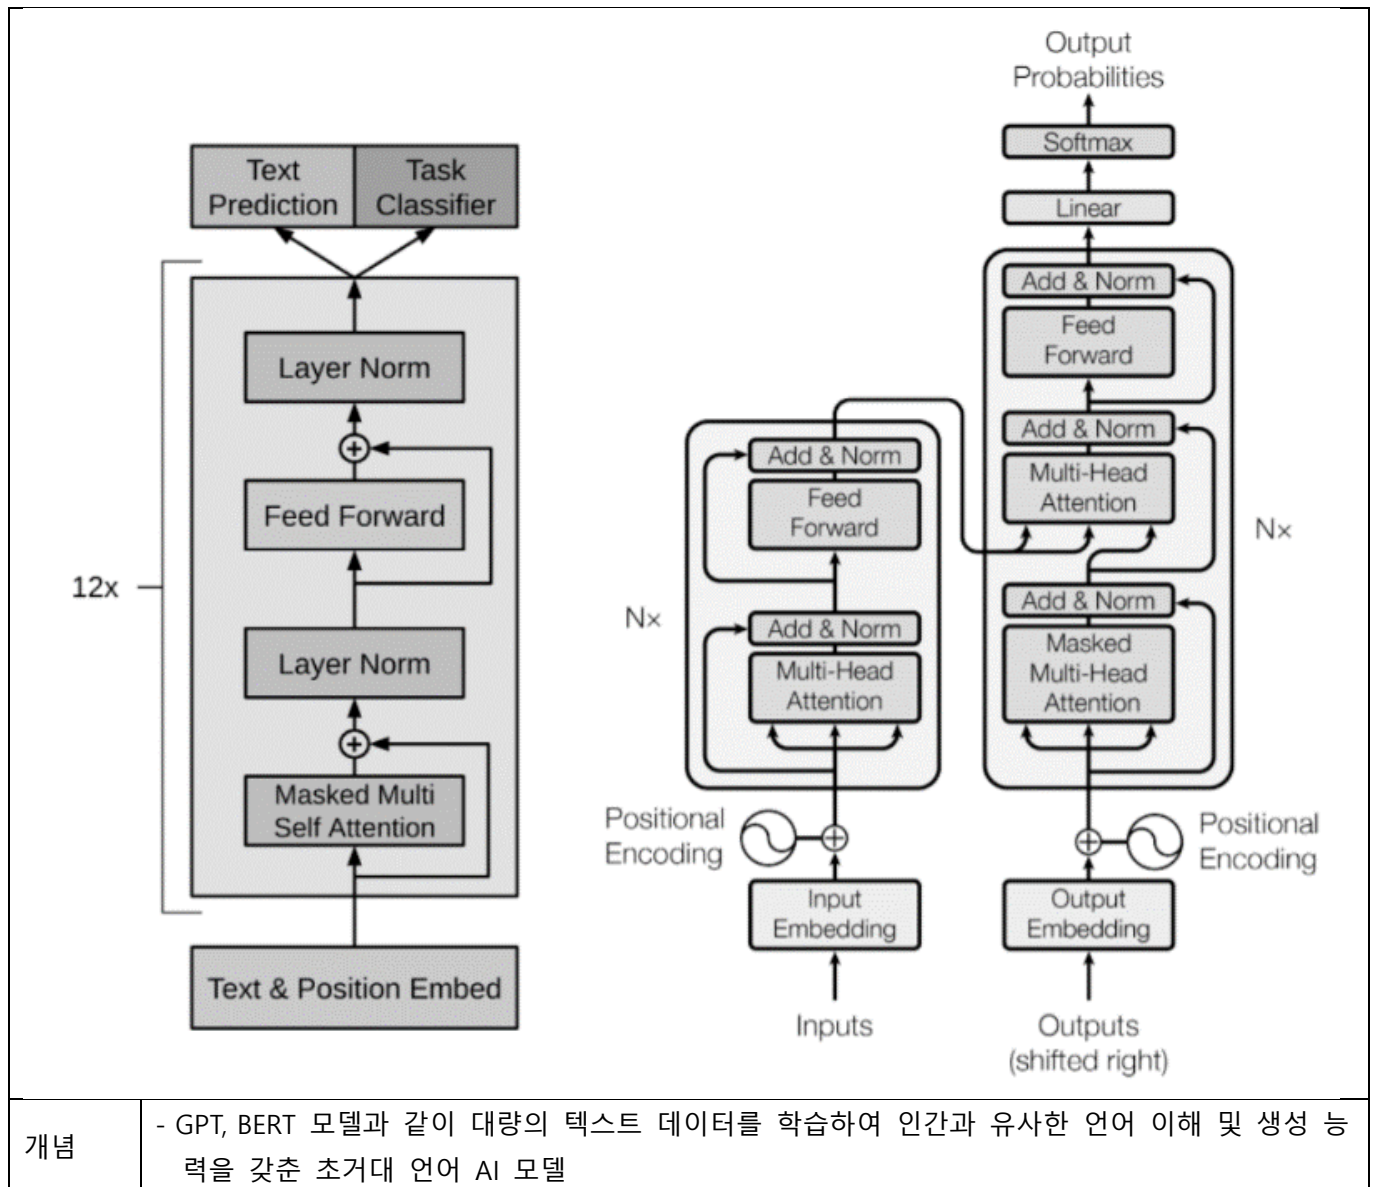 Text
Prediction
Task
Classifier
Layer Norm
Feed Forward
12x
Layer Norm
Masked Multi
Self Attention
Text & Position Embed
Output
Probabilities
Softmax
Linear
Add & Norm
Feed
Forward
Add & Norm
Multi-Head
Attention
Nx
Add & Norm
Masked
Multi-Head
Attention
Add & Norm
Feed
Forward
Nx
Add & Norm
Multi-Head
Attention
Positional
Encoding
Positional
Encoding
Input
Embedding
Output
Embedding
Inputs
Outputs
(shifted right)
개념
- GPT, BERT 모델과 같이 대량의 텍스트 데이터를 학습하여 인간과 유사한 언어 이해 및 생성 능
력을 갖춘 초거대 언어 AI 모델